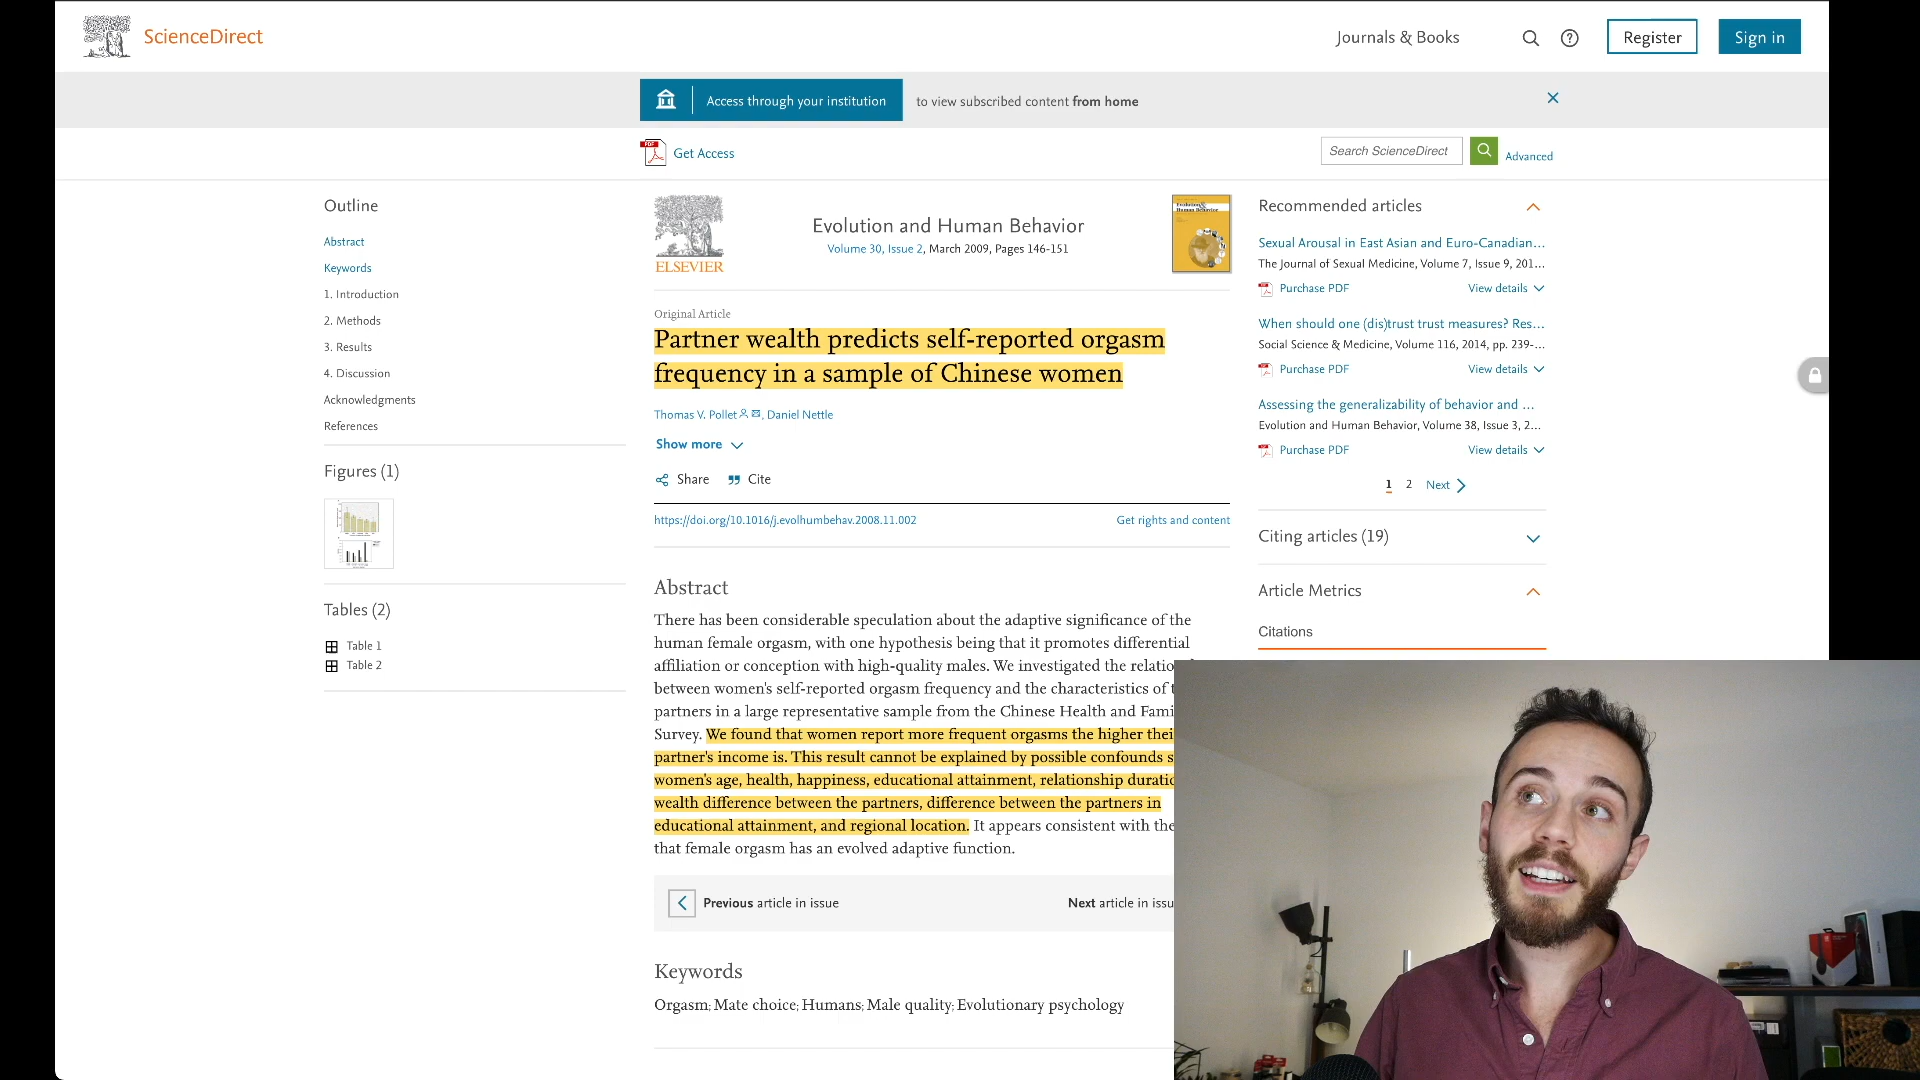 ScienceDirect
Journals & Books
Register
Sign in
Access through your institution
to view subscribed content from home
Get Access
Search ScienceDirect
Advanced
Outline
Abstract
Keywords
1. Introduction
2. Methods
3. Results
4. Discussion
Acknowledgments
References
Figures (1)
Tables (2)
Table 1
Table 2
ELSEVIER
Evolution and Human Behavior
Volume 30, Issue 2, March 2009, Pages 146-151
Evolution &
Human Behavior
Original Article
Partner wealth predicts self-reported orgasm
frequency in a sample of Chinese women
Thomas V. Pollet, Daniel Nettle
Show more
Share
Cite
https://doi.org/10.1016/j.evolhumbehav.2008.11.002
Get rights and content
Abstract
There has been considerable speculation about the adaptive significance of the
human female orgasm, with one hypothesis being that it promotes differential
affiliation or conception with high-quality males. We investigated the
between women's self-reported orgasm frequency and the characteristics of
partners in a large representative sample from the Chinese Health and
Survey. We found that women report more frequent orgasms the higher
partner's income is. This result cannot be explained by possible confounds
women's age, health, happiness, educational attainment, relationship
wealth difference between the partners, difference between the partners in
educational attainment, and regional location. It appears consistent with the
that female orgasm has an evolved adaptive function.
Previous article in issue
Next article in
Keywords
Orgasm; Mate choice; Humans; Male quality; Evolutionary psychology
Recommended articles
Sexual Arousal in East Asian and Euro-Canadian...
The Journal of Sexual Medicine, Volume 7, Issue 9, 201...
Purchase PDF
View details
When should one (dis)trust trust measures? Res...
Social Science & Medicine, Volume 116, 2014, pp. 239-...
Purchase PDF
View details
Assessing the generalizability of behavior and ...
Evolution and Human Behavior, Volume 38, Issue 3, 2...
Purchase PDF
View details
1 2 Next
Citing articles (19)
Article Metrics
Citations